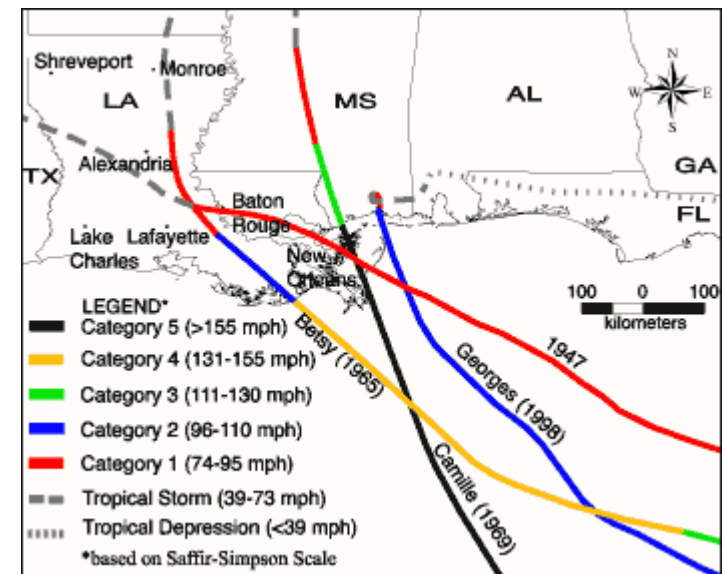 Shreveport
Monroe
LA
MS
AL
N
W E
S
GA
TX
Alexandria
FL
Baton
Rouge
Lake
Charles
Lafayette
New
Orleans
100 0 100
kilometers
LEGEND*
Category 5 (>155 mph)
Category 4 (131-155 mph)
Category 3 (111-130 mph)
Category 2 (96-110 mph)
Category 1 (74-95 mph)
Tropical Storm (39-73 mph)
Tropical Depression (<39 mph)
*based on Saffir-Simpson Scale
Betsy (1965)
Camille (1969)
Georges (1998)
1947